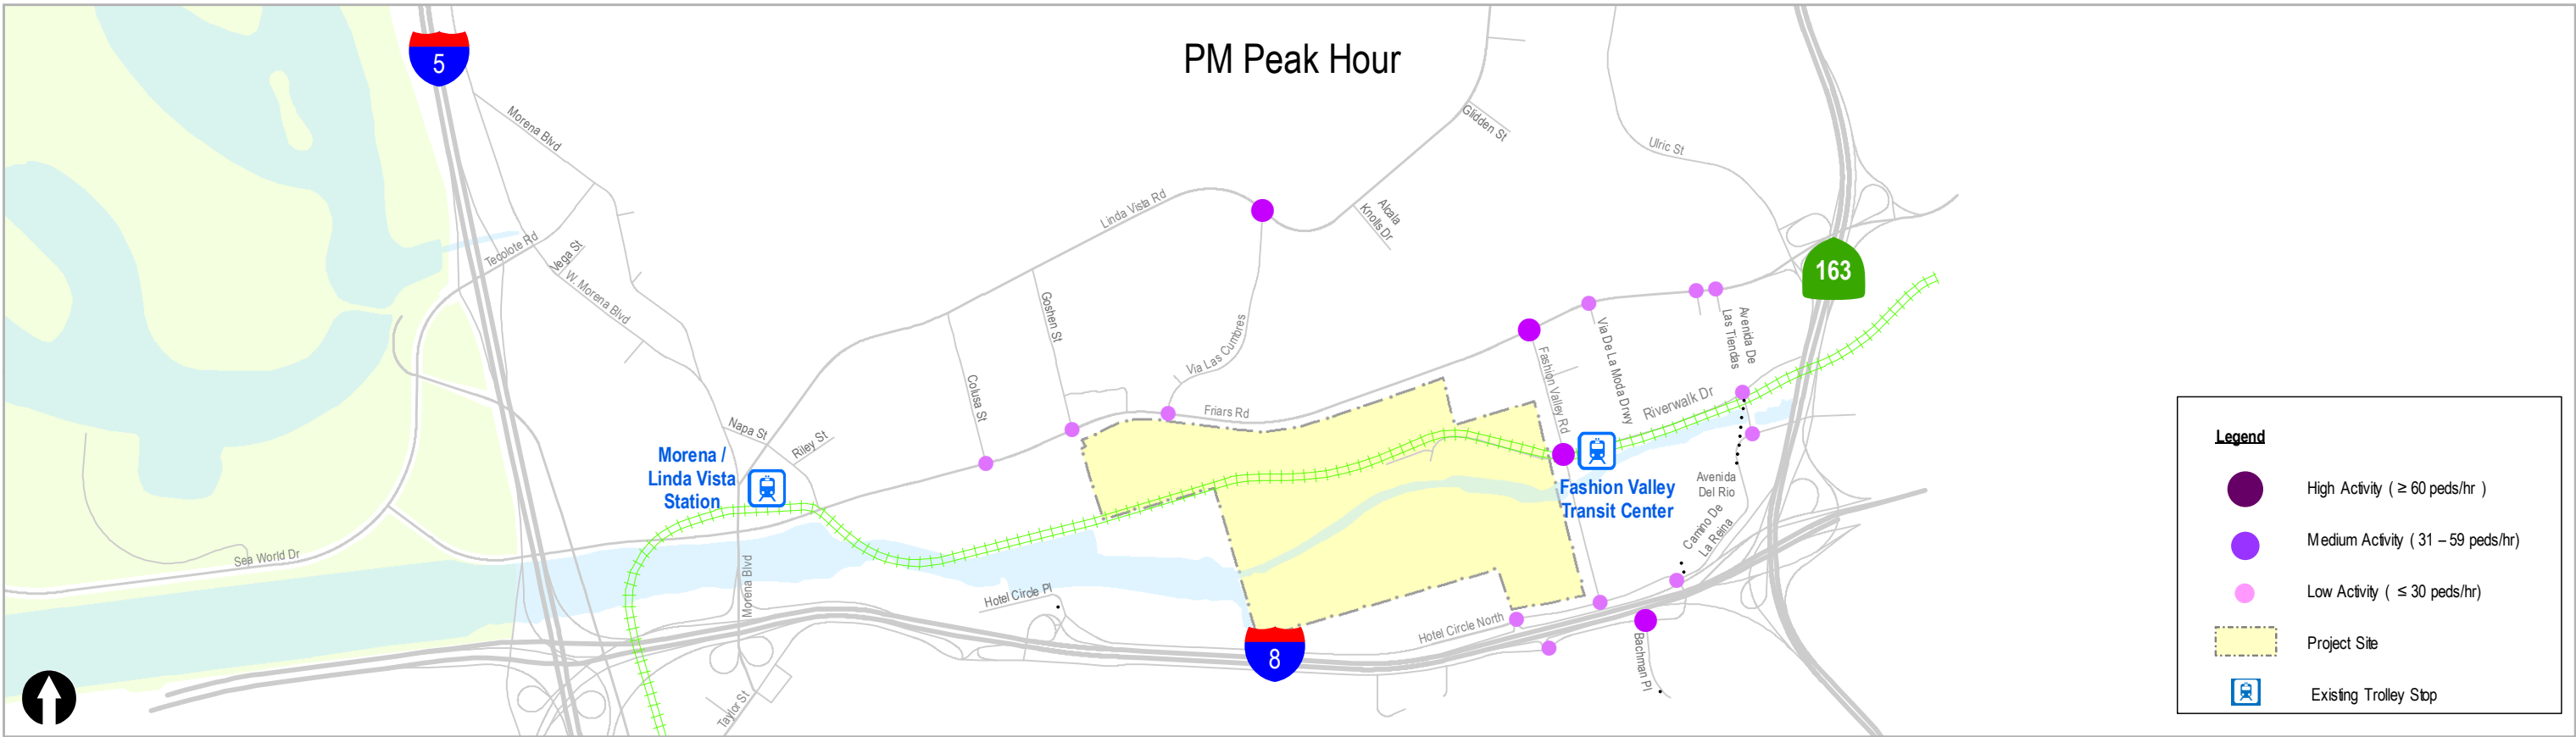 PM Peak Hour
5
Morena Blvd
Glidden St
Ulric St
Linda Vista Rd
Alcala
Knolls Dr
Tecolote Rd
Vega St
W. Morena Blvd
163
Goshen St
Via Las Cumbres
Colusa St
Friars Rd
Fashion Valley Rd
Via De La Moda Drwy
Avenida De
Las Tiendas
Riverwalk Dr
Napa St
Riley St
Morena /
Linda Vista
Station
Fashion Valley
Transit Center
Avenida
Del Rio
Camino De
La Reina
Sea World Dr
Morena Blvd
Hotel Circle Pl
Hotel Circle North
8
Bachman Pl
Taylor St
Legend
High Activity ( ≥ 60 peds/hr )
Medium Activity ( 31 – 59 peds/hr)
Low Activity ( ≤ 30 peds/hr)
Project Site
Existing Trolley Stop